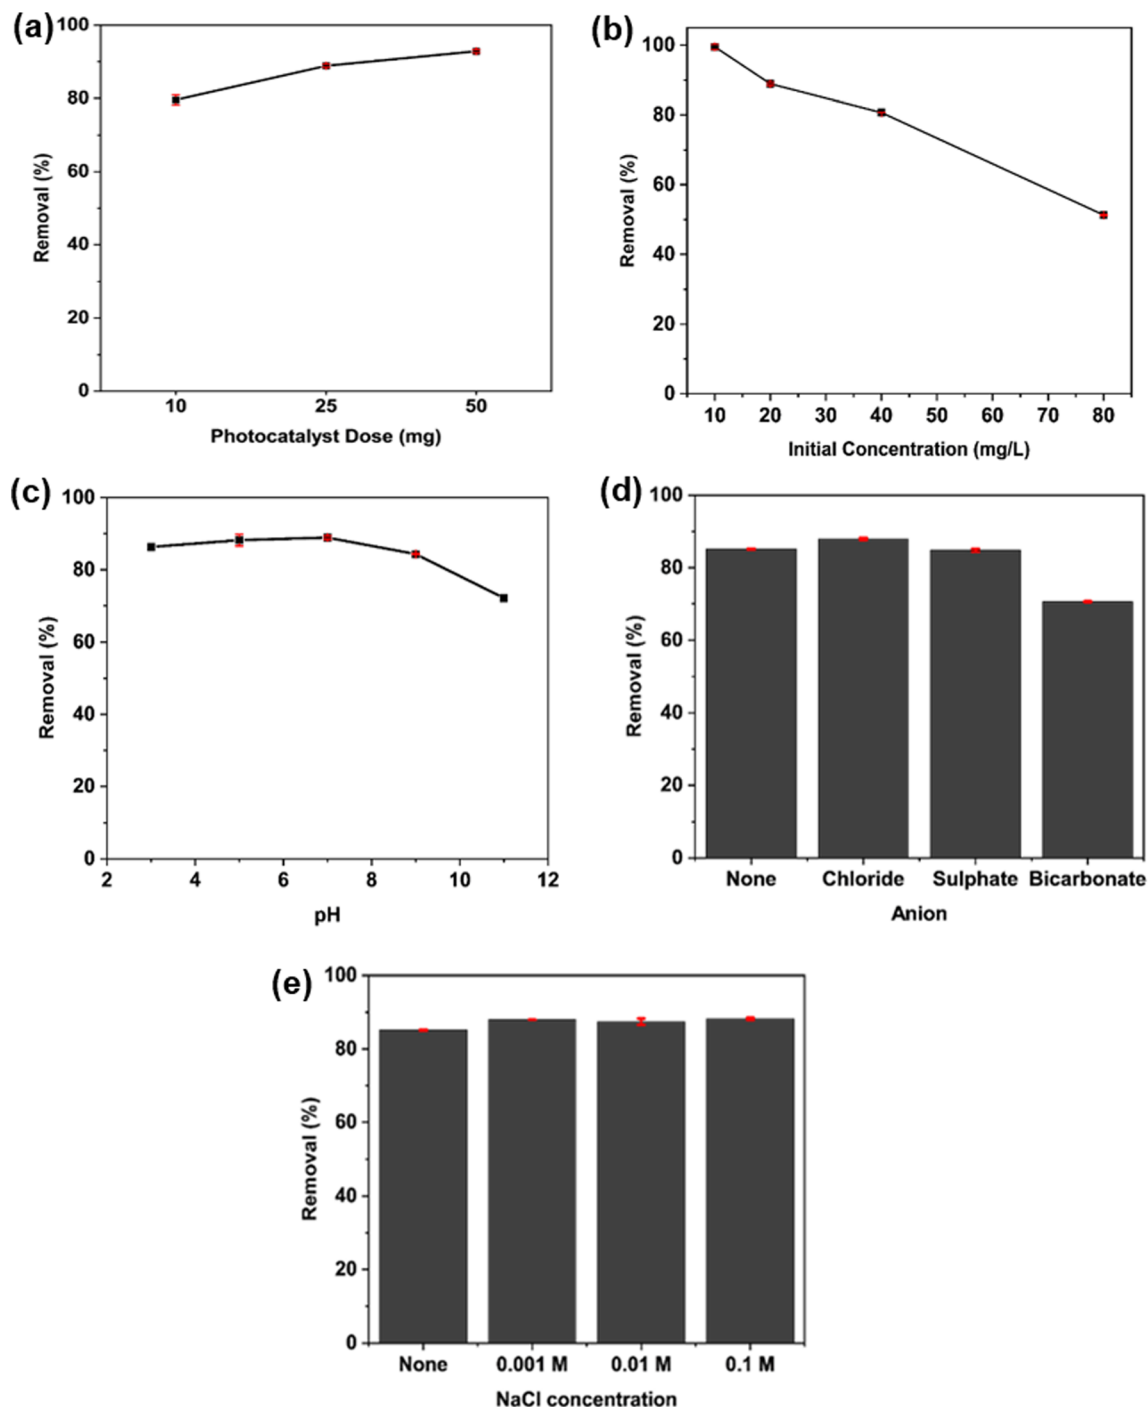 (a)
100
80
60
40
20
0
Removal (%)
10 25 50
Photocatalyst Dose (mg)
(b)
100
80
60
40
20
0
Removal (%)
10 20 30 40 50 60 70 80
Initial Concentration (mg/L)
(c)
100
80
60
40
20
0
Removal (%)
2 4 6 8 10 12
pH
(d)
100
80
60
40
20
0
Removal (%)
None Chloride Sulphate Bicarbonate
Anion
(e)
100
80
60
40
20
0
Removal (%)
None 0.001 M 0.01 M 0.1 M
NaCl concentration